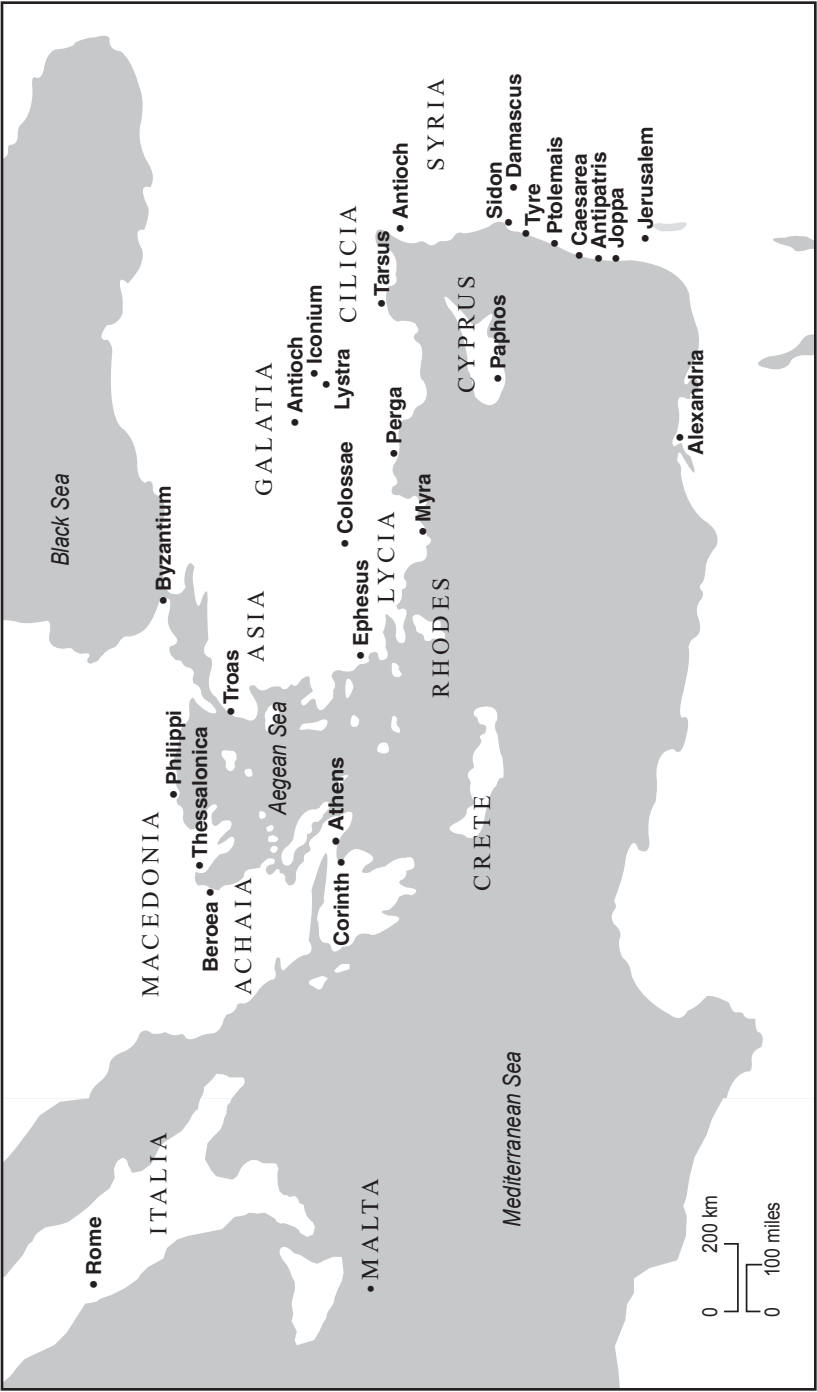 Black Sea
Byzantium
MACEDONIA
Philippi
Thessalonica
Beroea
ACHAIA
Troas
ASIA
Aegean Sea
GALATIA
Antioch
Iconium
Lystra
CILICIA
Tarsus
Antioch
SYRIA
Colossae
Ephesus
LYCIA
Perga
Myra
RHODES
Athens
Corinth
CRETE
CYPRUS
Paphos
Sidon
Damascus
Tyre
Ptolemais
Caesarea
Antipatris
Joppa
Jerusalem
Alexandria
Rome
ITALIA
MALTA
Mediterranean Sea
0 200 km
0 100 miles